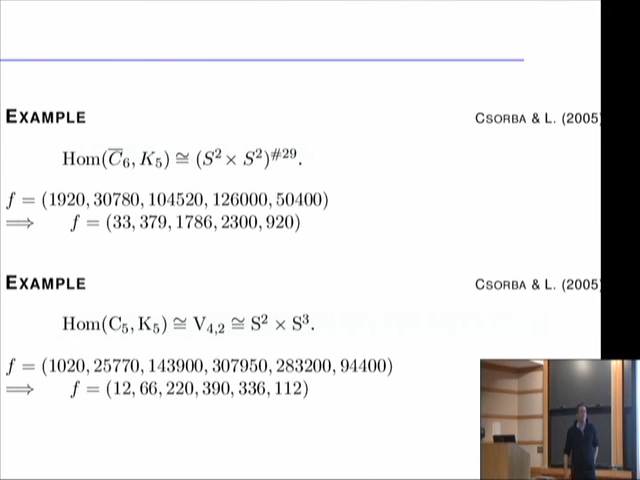 EXAMPLE
CSORBA & L. (2005)
Hom(C̅₆, K₅) ≅ (S² × S²)^#29.
f = (1920, 30780, 104520, 126000, 50400)
⟹ f = (33, 379, 1786, 2300, 920)
EXAMPLE
CSORBA & L. (2005)
Hom(C₅, K₅) ≅ V₄,₂ ≅ S² × S³.
f = (1020, 25770, 143900, 307950, 283200, 94400)
⟹ f = (12, 66, 220, 390, 336, 112)